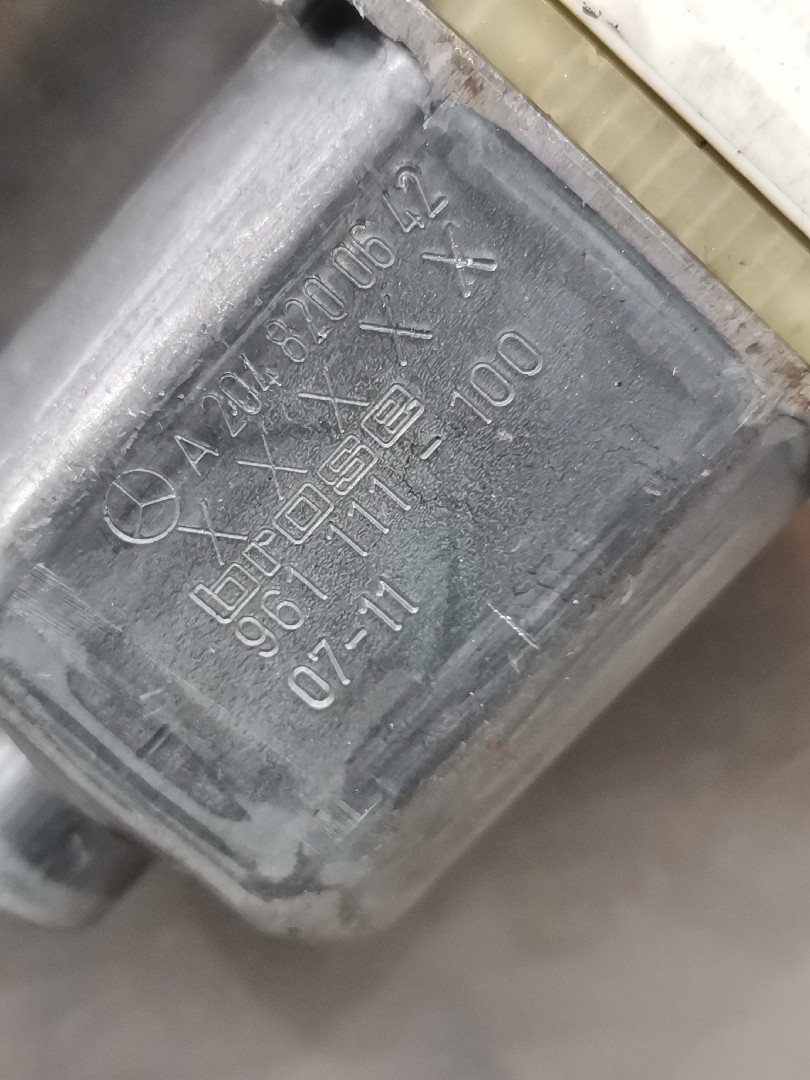 A 204 820 06 42
X X X X X
brose
961 111 - 100
07-11